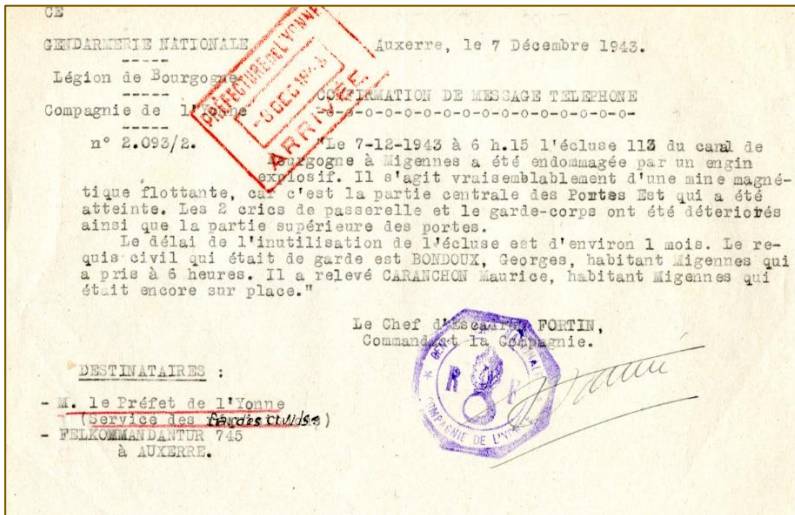 CE
GENDARMERIE NATIONALE
-----
Légion de Bourgogne
-----
Compagnie de l'Yonne
-----
n° 2.093/2.
PRÉFECTURE DE L'YONNE
ARRIVÉE
Auxerre, le 7 Décembre 1943.
CONFIRMATION DE MESSAGE TELEPHONE
-o-o-o-o-o-o-o-o-o-o-o-o-o-o-o-
"Le 7-12-1943 à 6 h.15 l'écluse 113 du canal de
Bourgogne à Migennes a été endommagée par un engin
explosif. Il s'agit vraisemblablement d'une mine magné-
tique flottante, car c'est la partie centrale des Portes Est qui a été
atteinte. Les 2 crics de passerelle et le garde-corps ont été déteriorés
ainsi que la partie supérieure des portes.
Le délai de l'inutilisation de l'écluse est d'environ 1 mois. Le re-
quis civil qui était de garde est BONDOUX, Georges, habitant Migennes qui
a pris à 6 heures. Il a relevé CARANCHON Maurice, habitant Migennes qui
était encore sur place."
Le Chef d'Escadron FORTIN,
Commandant la Compagnie.
COMPAGNIE DE L'YONNE
R F
DESTINATAIRES :
- M. le Préfet de l'Yonne
(Service des
- FELKOMMANDANTUR 745
à AUXERRE.